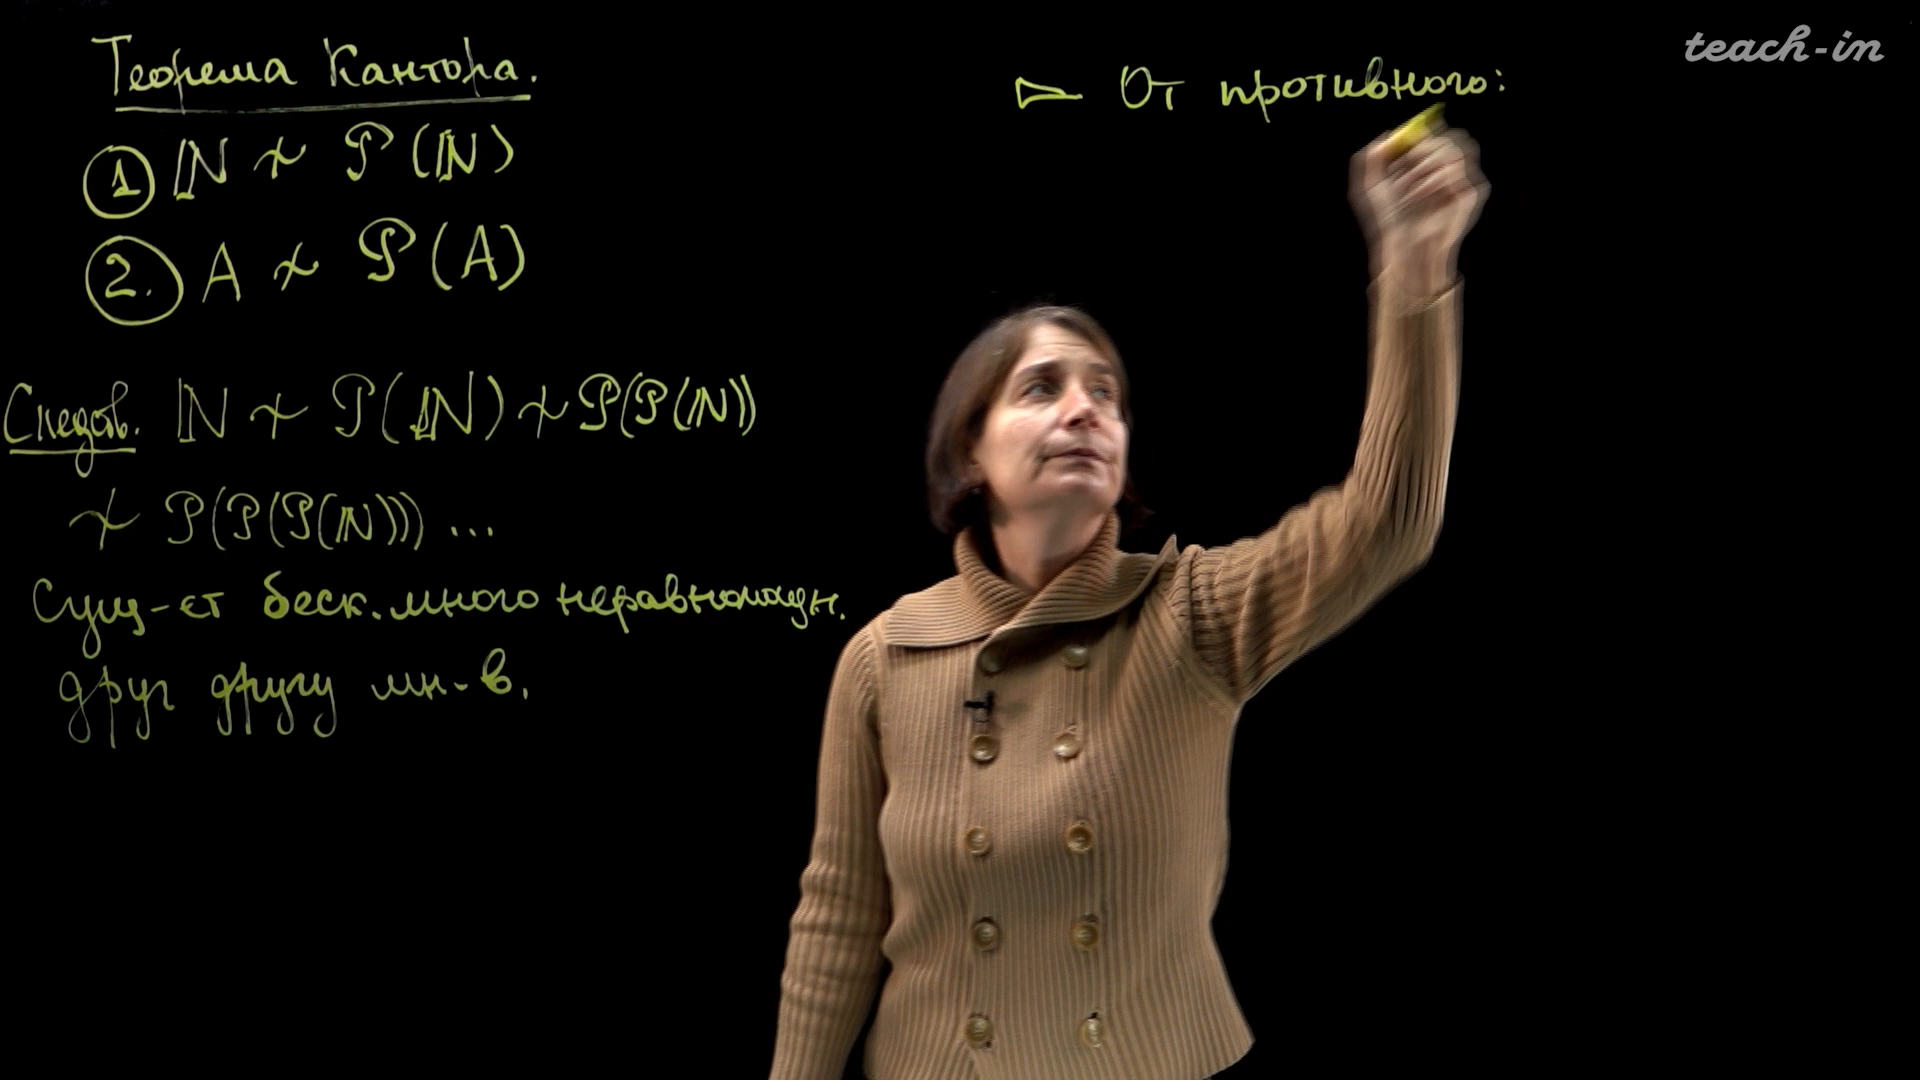 Теорема Кантора.
① ℕ ≁ 𝒫(ℕ)
②. A ≁ 𝒫(A)
Следств. ℕ ≁ 𝒫(ℕ) ≁ 𝒫(𝒫(ℕ))
≁ 𝒫(𝒫(𝒫(ℕ))) ...
Сущ-ет беск. много неравномощн.
друг другу мн-в.
▻ От противного:
teach-in